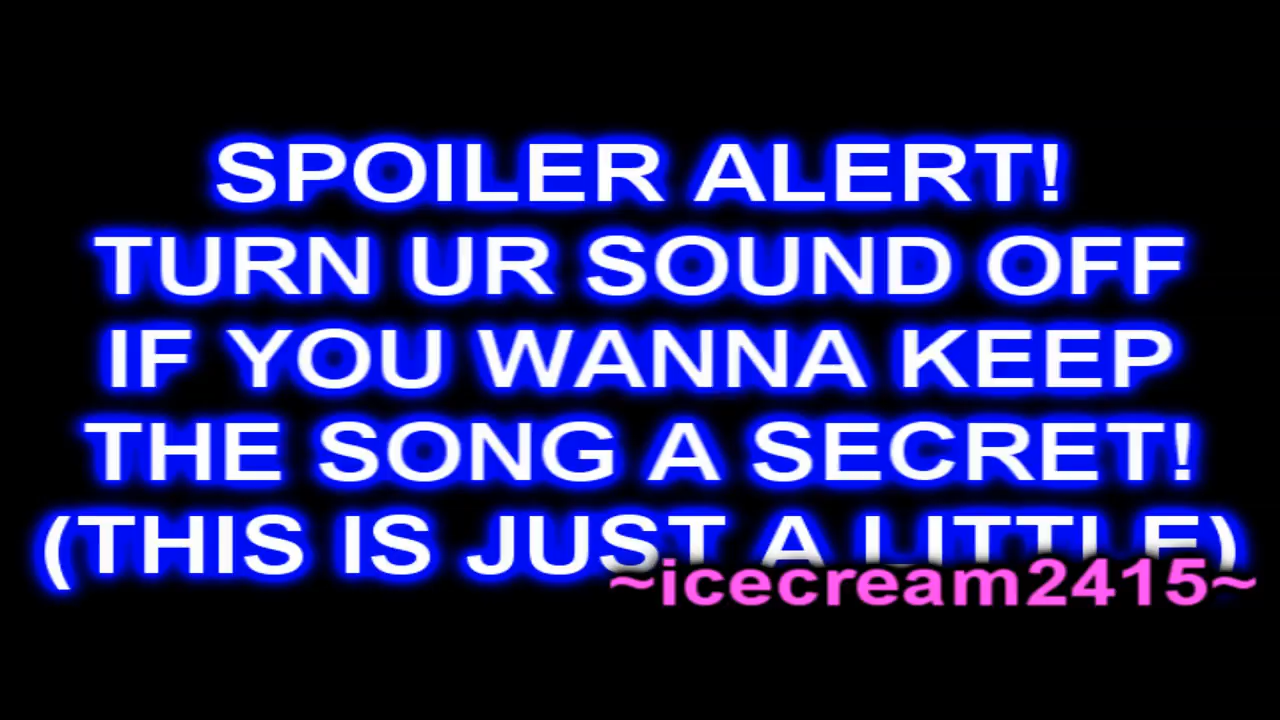 SPOILER ALERT!
TURN UR SOUND OFF
IF YOU WANNA KEEP
THE SONG A SECRET!
(THIS IS JUST A LITTLE)
~icecream2415~